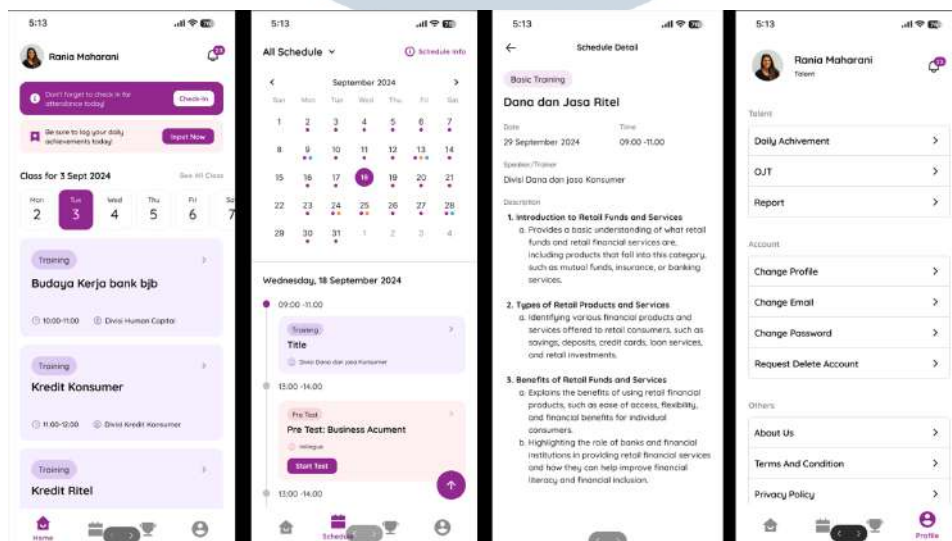 5:13
Rania Maharani
23
Don't forget to check in for
attendance today!
Check-In
Be sure to log your daily
achievements today!
Input Now
Class for 3 Sept 2024
See All Class
Mon Tue Wed Thu Fri Sa
2 3 4 5 6 7
Training
Budaya Kerja bank bjb
10:00-11:00 Divisi Human Capital
Training
Kredit Konsumer
11.00-12:00 Divisi Kredit Konsumer
Training
Kredit Ritel
Home
5:13
All Schedule
Schedule Info
September 2024
Sun Mon Tue Wed Thu Fri Sat
1 2 3 4 5 6 7
8 9 10 11 12 13 14
15 16 17 18 19 20 21
22 23 24 25 26 27 28
29 30 31 1 2 3 4
Wednesday, 18 September 2024
09:00 -11.00
Training
Title
Divisi Dana dan jasa Konsumer
13:00 -14.00
Pre Test
Pre Test: Business Acument
Start Test
13:00 -14.00
Schedule
5:13
Schedule Detail
Basic Training
Dana dan Jasa Ritel
Date Time
29 September 2024 09:00 -11.00
Speaker/Trainer
Divisi Dana dan jasa Konsumer
Description
1. Introduction to Retail Funds and Services
a. Provides a basic understanding of what retail
funds and retail financial services are,
including products that fall into this category,
such as mutual funds, insurance, or banking
services.
2. Types of Retail Products and Services
a. Identifying various financial products and
services offered to retail consumers, such as
savings, deposits, credit cards, loan services,
and retail investments.
3. Benefits of Retail Funds and Services
a. Explains the benefits of using retail financial
products, such as ease of access, flexibility,
and financial benefits for individual
consumers.
b. Highlighting the role of banks and financial
institutions in providing retail financial services
and how they can help improve financial
literacy and financial inclusion.
5:13
Rania Maharani
Talent
23
Talent
Daily Achivement
OJT
Report
Account
Change Profile
Change Email
Change Password
Request Delete Account
Others
About Us
Terms And Condition
Privacy Policy
Profile